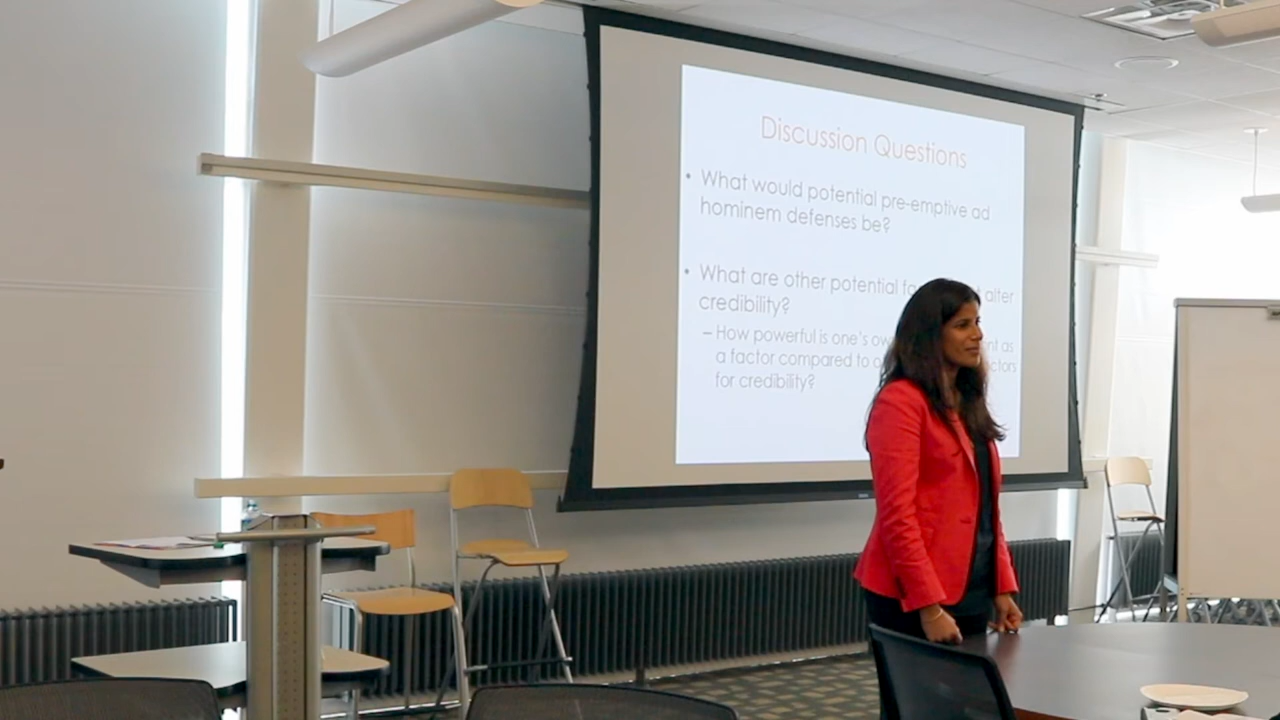 Discussion Questions
• What would potential pre-emptive ad
hominem defenses be?
• What are other potential alter
credibility?
– How powerful is one's as
a factor compared to
for credibility?